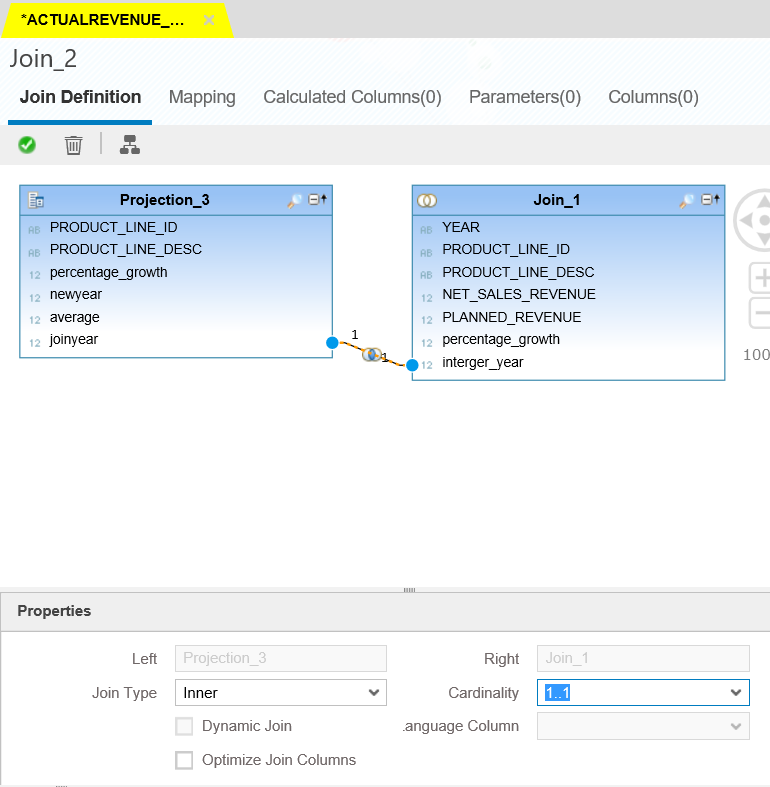 *ACTUALREVENUE_... ×
Join_2
Join Definition Mapping Calculated Columns(0) Parameters(0) Columns(0)
Projection_3
AB PRODUCT_LINE_ID
AB PRODUCT_LINE_DESC
12 percentage_growth
12 newyear
12 average
12 joinyear
1
1
Join_1
AB YEAR
AB PRODUCT_LINE_ID
AB PRODUCT_LINE_DESC
12 NET_SALES_REVENUE
12 PLANNED_REVENUE
12 percentage_growth
12 interger_year
100
Properties
Left Projection_3 Right Join_1
Join Type Inner Cardinality 1..1
Dynamic Join .anguage Column
Optimize Join Columns